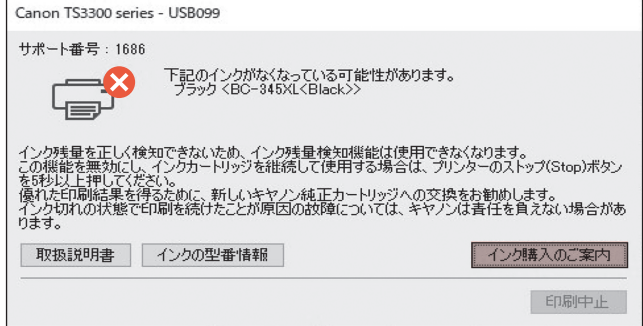 Canon TS3300 series - USB099
サポート番号 : 1686
下記のインクがなくなっている可能性があります。
ブラック <BC-345XL<Black>>
インク残量を正しく検知できないため、インク残量検知機能は使用できなくなります。
この機能を無効にし、インクカートリッジを継続して使用する場合は、プリンターのストップ(Stop)ボタン
を5秒以上押してください。
優れた印刷結果を得るために、新しいキヤノン純正カートリッジへの交換をお勧めします。
インク切れの状態で印刷を続けたことが原因の故障については、キヤノンは責任を負えない場合があ
ります。
取扱説明書 インクの型番情報 インク購入のご案内
印刷中止